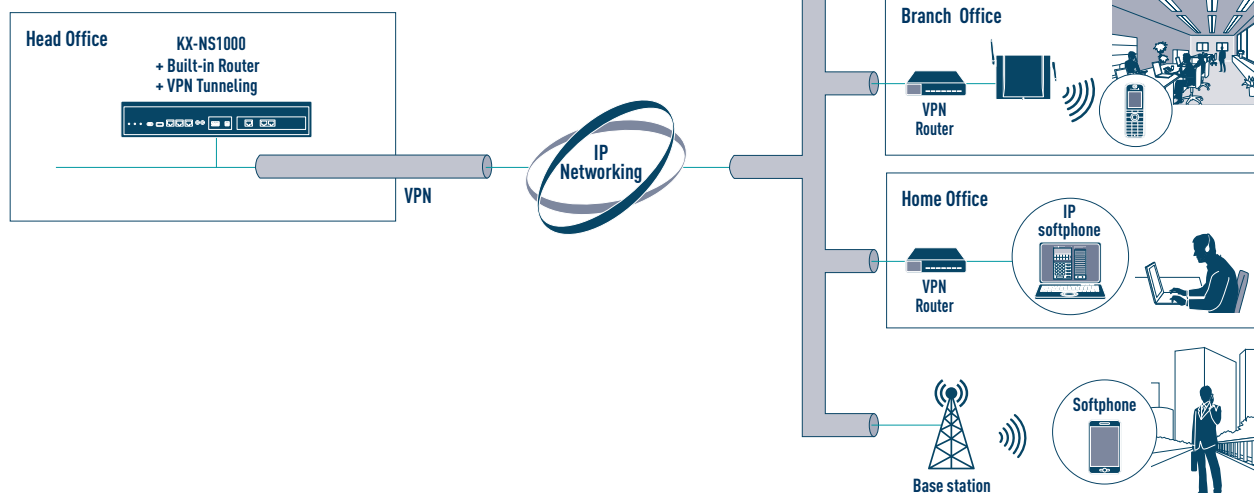 Head Office
KX-NS1000
+ Built-in Router
+ VPN Tunneling
VPN
IP
Networking
Branch Office
VPN
Router
Home Office
IP
softphone
VPN
Router
Softphone
Base station